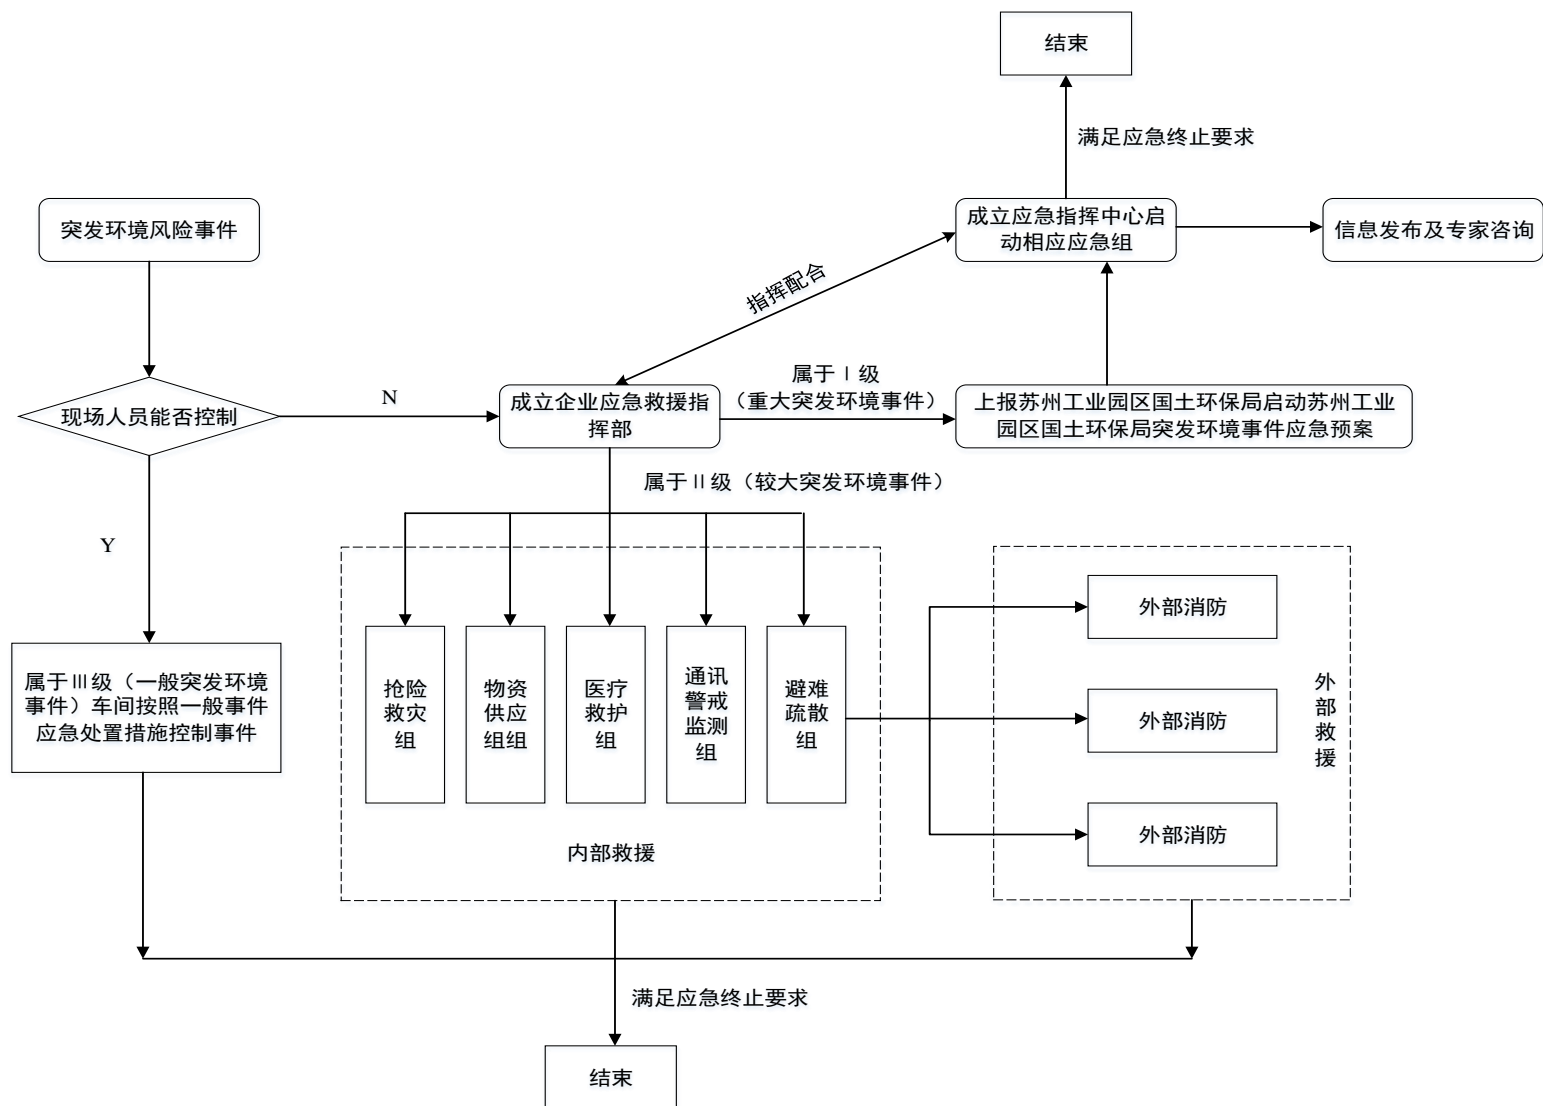 结束
满足应急终止要求
突发环境风险事件
成立应急指挥中心启
动相应应急组
信息发布及专家咨询
指挥配合
现场人员能否控制
N
成立企业应急救援指
挥部
属于Ⅰ级
（重大突发环境事件）
上报苏州工业园区国土环保局启动苏州工业
园区国土环保局突发环境事件应急预案
属于Ⅱ级（较大突发环境事件）
Y
属于Ⅲ级（一般突发环境
事件）车间按照一般事件
应急处置措施控制事件
抢险
救灾
组
物资
供应
组组
医疗
救护
组
通讯
警戒
监测
组
避难
疏散
组
内部救援
外部消防
外部消防
外部消防
外
部
救
援
满足应急终止要求
结束